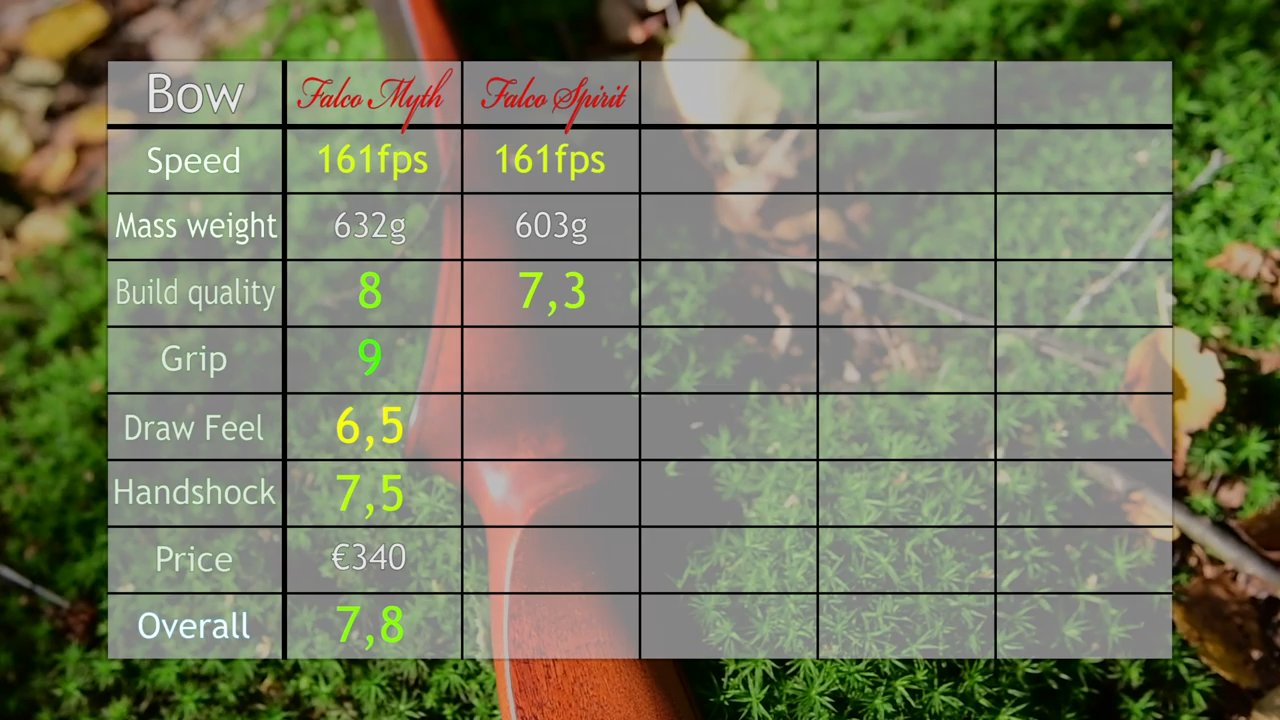 Bow Falco Myth Falco Spirit
Speed 161fps 161fps
Mass weight 632g 603g
Build quality 8 7,3
Grip 9
Draw Feel 6,5
Handshock 7,5
Price €340
Overall 7,8